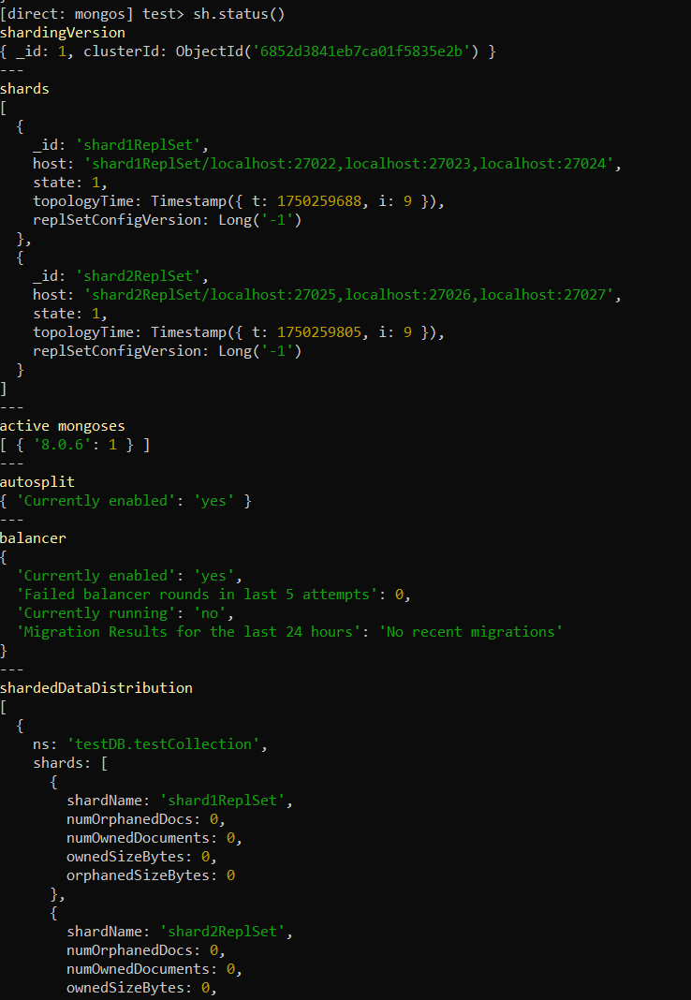 [direct: mongos] test> sh.status()
shardingVersion
{ _id: 1, clusterId: ObjectId('6852d3841eb7ca01f5835e2b') }
---
shards
[
  {
    _id: 'shard1ReplSet',
    host: 'shard1ReplSet/localhost:27022,localhost:27023,localhost:27024',
    state: 1,
    topologyTime: Timestamp({ t: 1750259688, i: 9 }),
    replSetConfigVersion: Long('-1')
  },
  {
    _id: 'shard2ReplSet',
    host: 'shard2ReplSet/localhost:27025,localhost:27026,localhost:27027',
    state: 1,
    topologyTime: Timestamp({ t: 1750259805, i: 9 }),
    replSetConfigVersion: Long('-1')
  }
]
---
active mongoses
[ { '8.0.6': 1 } ]
---
autosplit
{ 'Currently enabled': 'yes' }
---
balancer
{
  'Currently enabled': 'yes',
  'Failed balancer rounds in last 5 attempts': 0,
  'Currently running': 'no',
  'Migration Results for the last 24 hours': 'No recent migrations'
}
---
shardedDataDistribution
[
  {
    ns: 'testDB.testCollection',
    shards: [
      {
        shardName: 'shard1ReplSet',
        numOrphanedDocs: 0,
        numOwnedDocuments: 0,
        ownedSizeBytes: 0,
        orphanedSizeBytes: 0
      },
      {
        shardName: 'shard2ReplSet',
        numOrphanedDocs: 0,
        numOwnedDocuments: 0,
        ownedSizeBytes: 0,